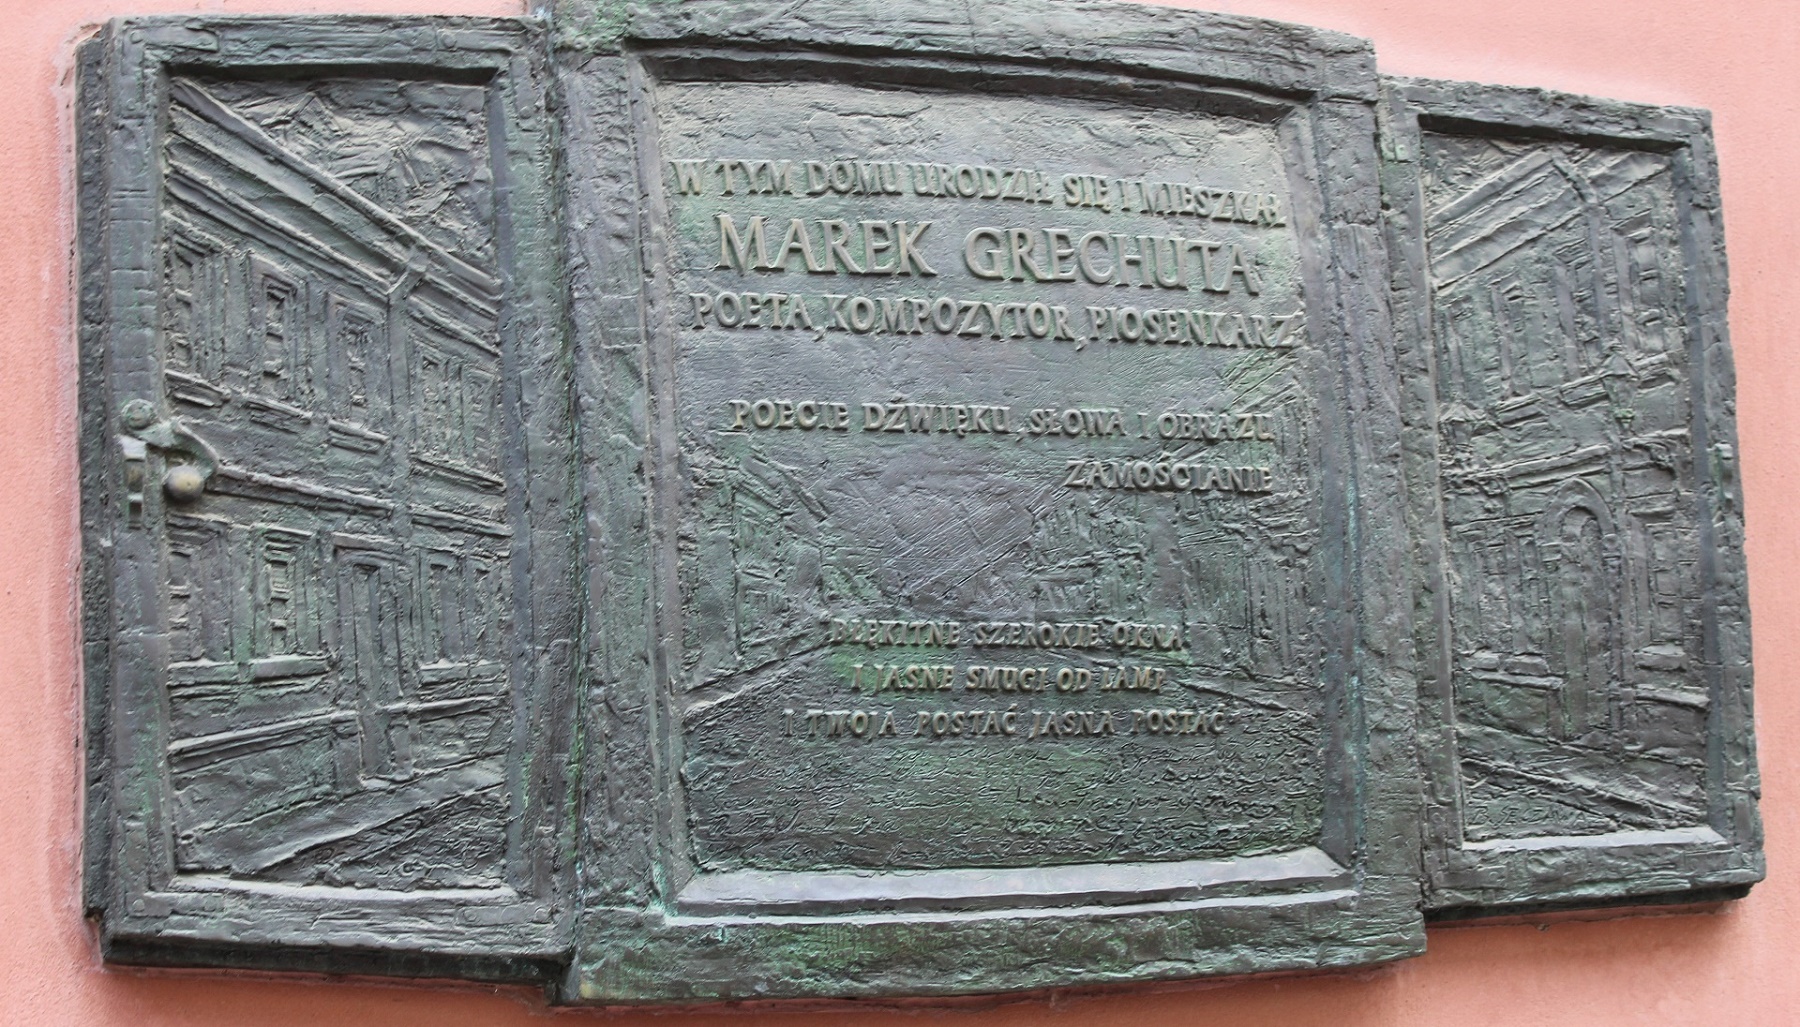 W TYM DOMU URODZIŁ SIĘ I MIESZKAŁ
MAREK GRECHUTA
POETA, KOMPOZYTOR, PIOSENKARZ
POECIE DŹWIĘKU, SŁOWA I OBRAZU
ZAMOŚCIANIE
BŁĘKITNE SZEROKIE OKNA
I JASNE SMUGI OD LAMP
I TWOJA POSTAĆ JASNA POSTAĆ